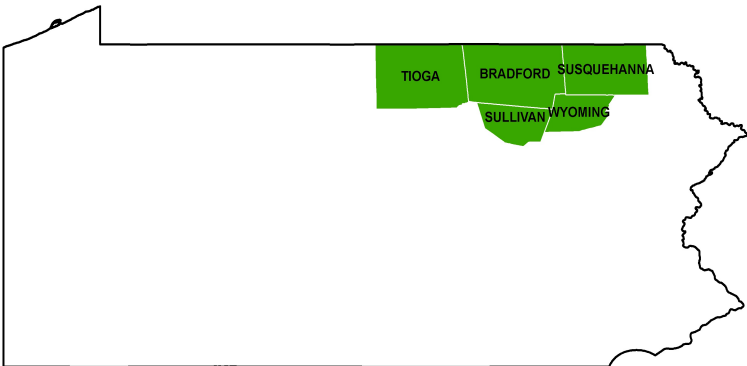 TIOGA
BRADFORD
SUSQUEHANNA
SULLIVAN
WYOMING